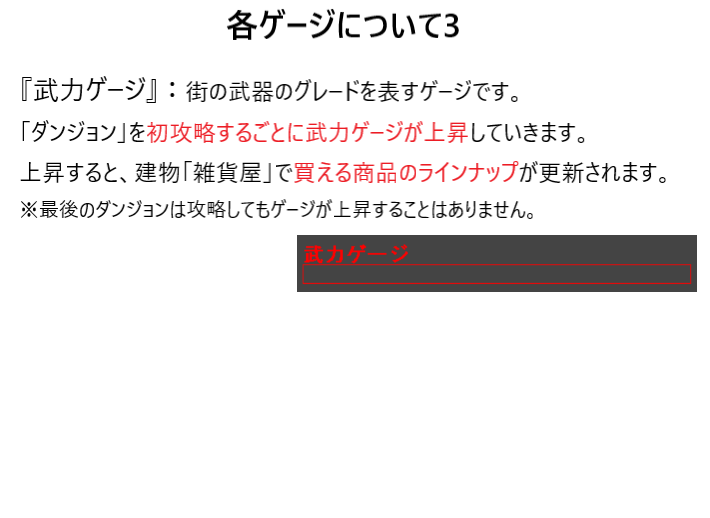 各ゲージについて3
『武力ゲージ』：街の武器のグレードを表すゲージです。
「ダンジョン」を初攻略するごとに武力ゲージが上昇していきます。
上昇すると、建物「雑貨屋」で買える商品のラインナップが更新されます。
※最後のダンジョンは攻略してもゲージが上昇することはありません。
武力ゲージ